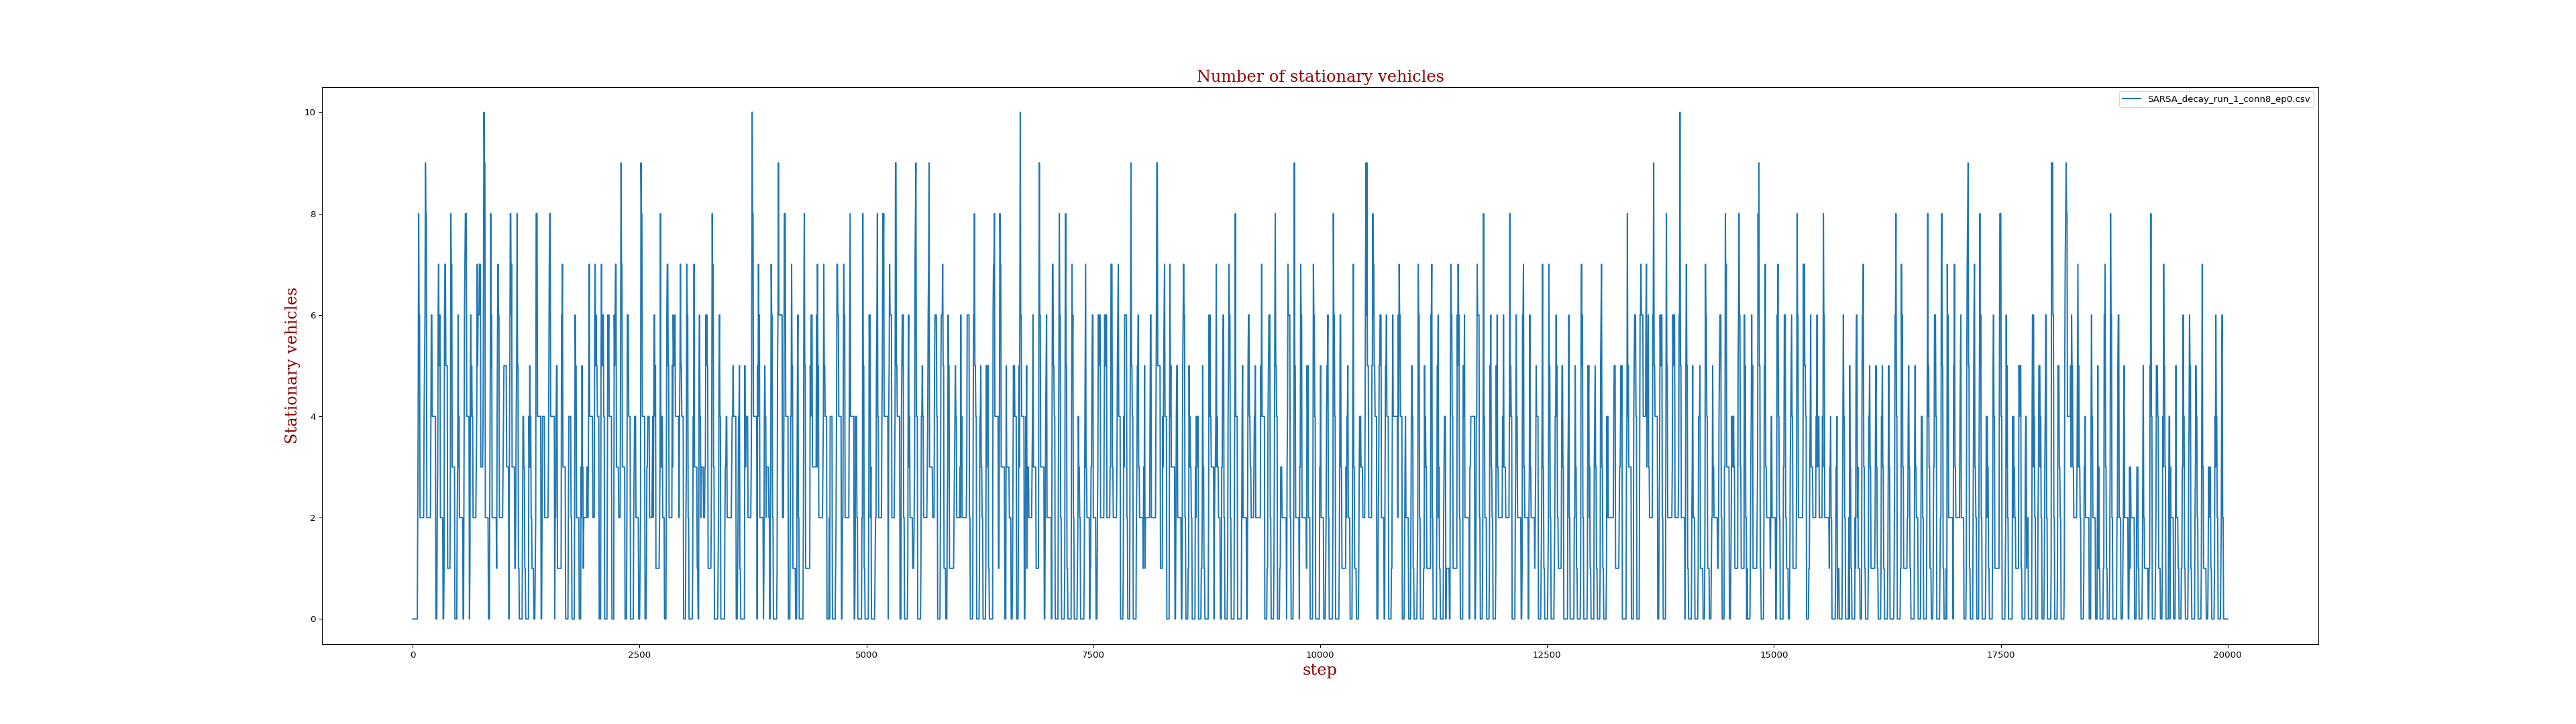 Number of stationary vehicles
SARSA_decay_run_1_conn8_ep0.csv
Stationary vehicles
10
8
6
4
2
0
0 2500 5000 7500 10000 12500 15000 17500 20000
step